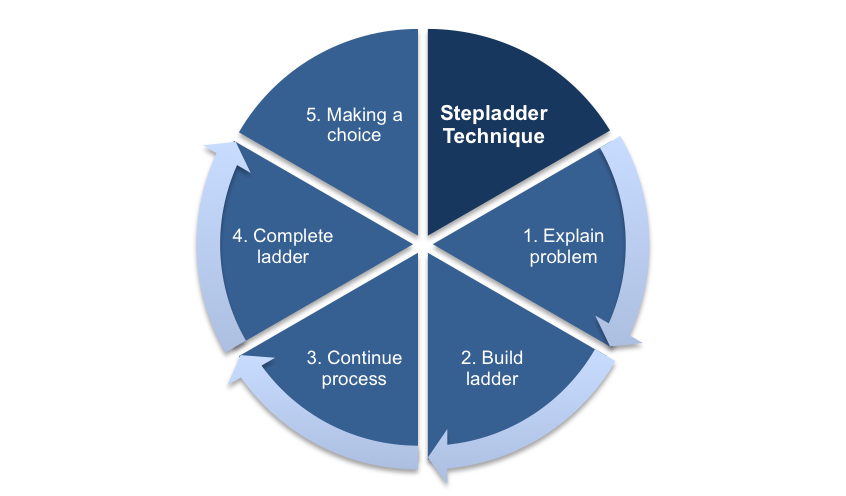 Stepladder
Technique
1. Explain
problem
2. Build
ladder
3. Continue
process
4. Complete
ladder
5. Making a
choice